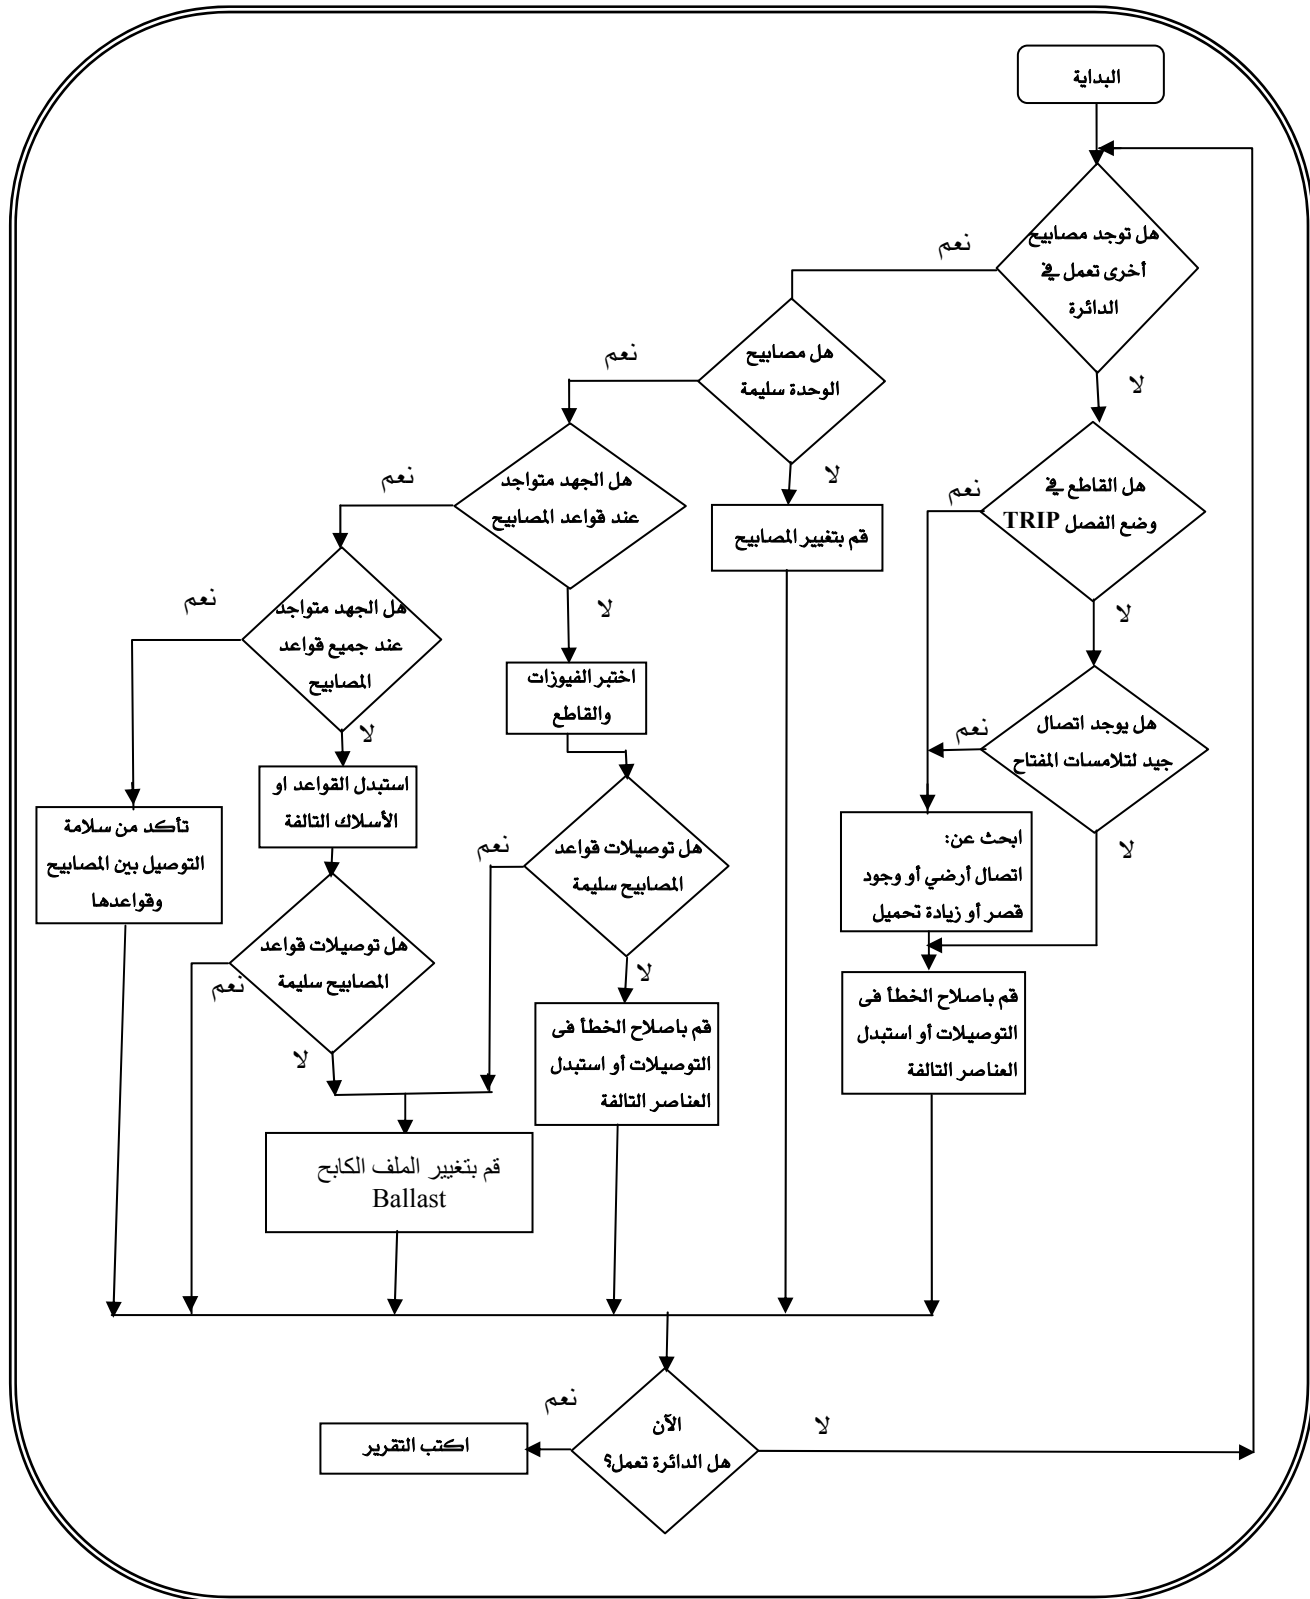 البداية
هل توجد مصابيح
أخرى تعمل في
الدائرة
نعم
لا
هل مصابيح
الوحدة سليمة
نعم
لا
هل القاطع في
وضع الفصل TRIP
نعم
لا
هل الجهد متواجد
عند قواعد المصابيح
نعم
لا
قم بتغيير المصابيح
هل الجهد متواجد
عند جميع قواعد
المصابيح
نعم
لا
اختبر الفيوزات
والقاطع
هل يوجد اتصال
جيد لتلامسات المفتاح
نعم
لا
استبدل القواعد او
الأسلاك التالفة
تأكد من سلامة
التوصيل بين المصابيح
وقواعدها
هل توصيلات قواعد
المصابيح سليمة
نعم
لا
ابحث عن:
اتصال أرضي أو وجود
قصر أو زيادة تحميل
هل توصيلات قواعد
المصابيح سليمة
نعم
لا
قم باصلاح الخطأ فى
التوصيلات أو استبدل
العناصر التالفة
قم باصلاح الخطأ فى
التوصيلات أو استبدل
العناصر التالفة
قم بتغيير الملف الكابح
Ballast
الآن
هل الدائرة تعمل؟
نعم
لا
اكتب التقرير